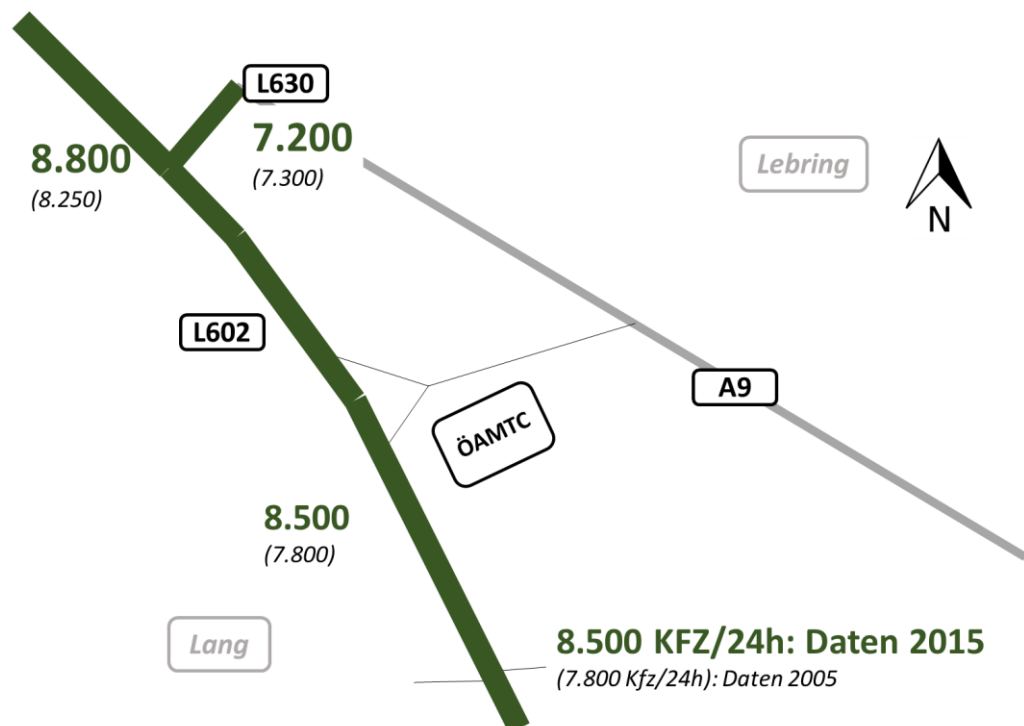 L630
7.200
(7.300)
8.800
(8.250)
Lebring
N
L602
A9
ÖAMTC
8.500
(7.800)
Lang
8.500 KFZ/24h: Daten 2015
(7.800 Kfz/24h): Daten 2005